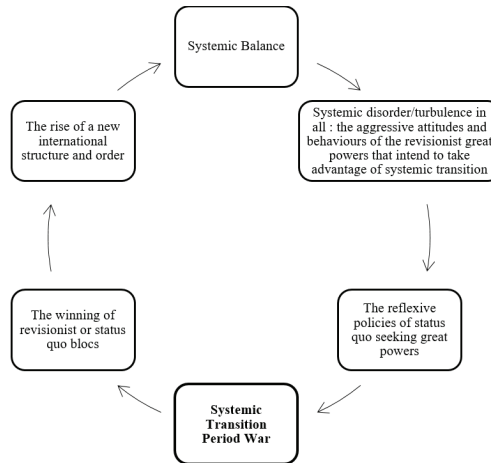 Systemic Balance
Systemic disorder/turbulence in
all : the aggressive attitudes and
behaviours of the revisionist great
powers that intend to take
advantage of systemic transition
The reflexive
policies of status
quo seeking great
powers
Systemic
Transition
Period War
The winning of
revisionist or status
quo blocs
The rise of a new
international
structure and order